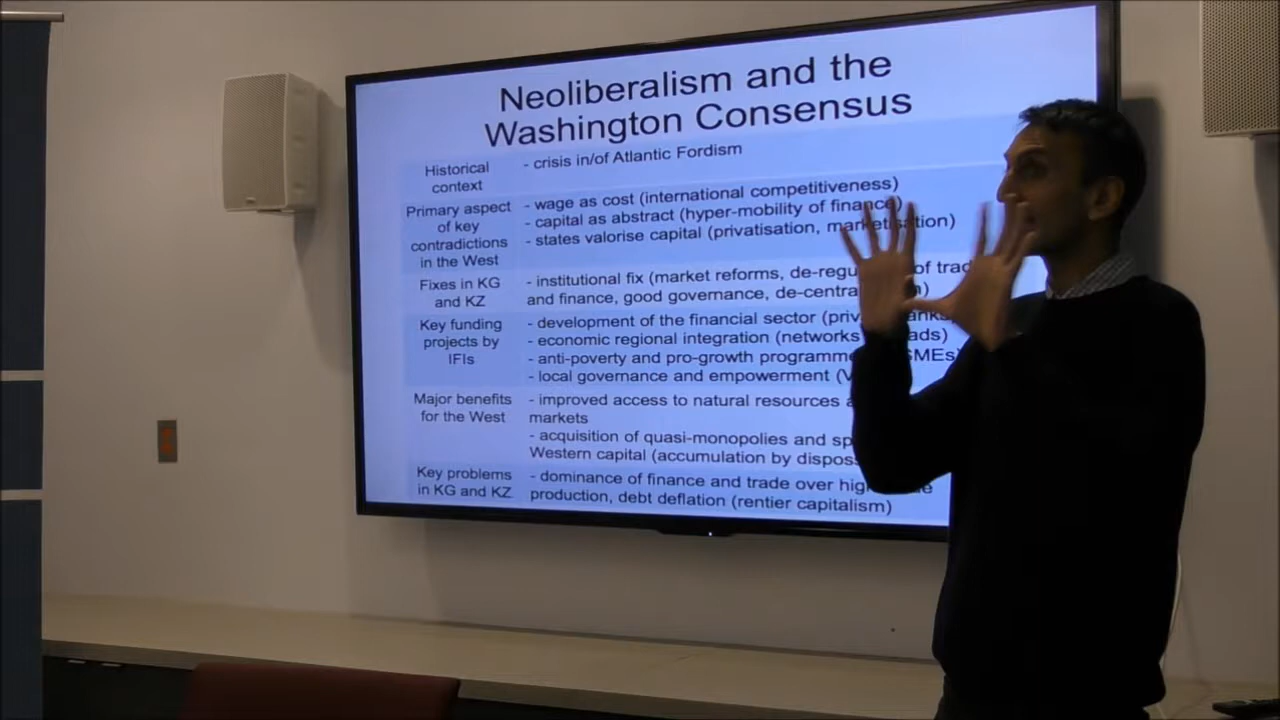 Neoliberalism and the
Washington Consensus
Historical
context
- crisis in/of Atlantic Fordism
Primary aspect
of key
contradictions
in the West
- wage as cost (international competitiveness)
- capital as abstract (hyper-mobility of finance)
- states valorise capital (privatisation, marketisation)
Fixes in KG
and KZ
- institutional fix (market reforms, de-regu of trad
and finance, good governance, de-centra
Key funding
projects by
IFIs
- development of the financial sector (priv anks
- economic regional integration (networks ads)
- anti-poverty and pro-growth programme SMEs
- local governance and empowerment (V
Major benefits
for the West
- improved access to natural resources
markets
- acquisition of quasi-monopolies and sp
Western capital (accumulation by dispos
Key problems
in KG and KZ
- dominance of finance and trade over hig
production, debt deflation (rentier capitalism)